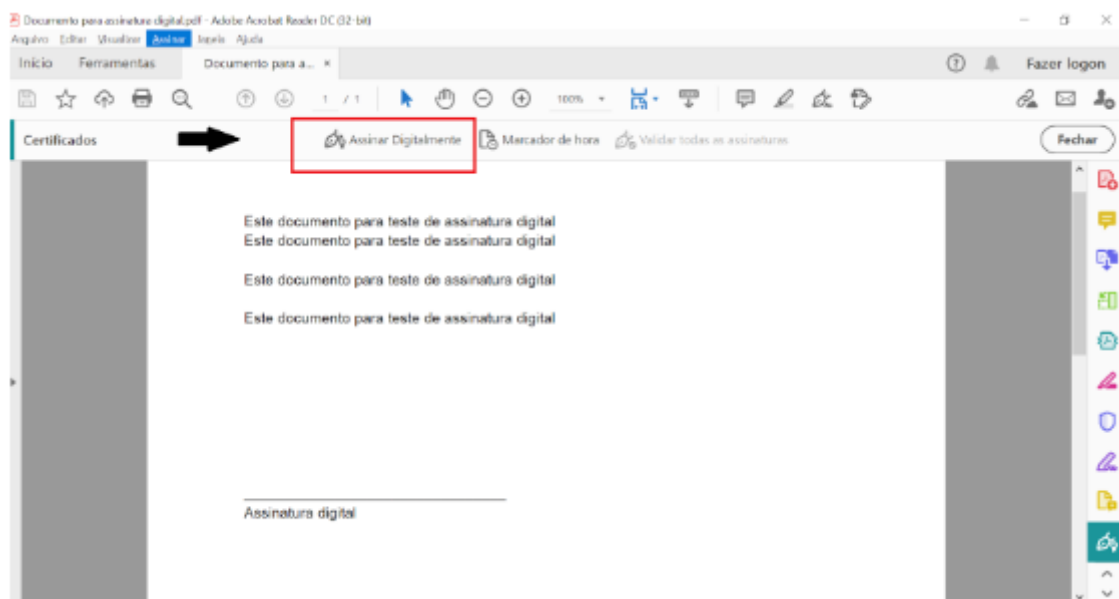 Documento para assinatura digital.pdf - Adobe Acrobat Reader DC (32-bit)
Arquivo Editar Visualizar Assinar Janela Ajuda
Início Ferramentas Documento para a... × Fazer logon
1 / 1 100%
Certificados Assinar Digitalmente Marcador de hora Validar todas as assinaturas Fechar
Este documento para teste de assinatura digital
Este documento para teste de assinatura digital
Este documento para teste de assinatura digital
Este documento para teste de assinatura digital
Assinatura digital